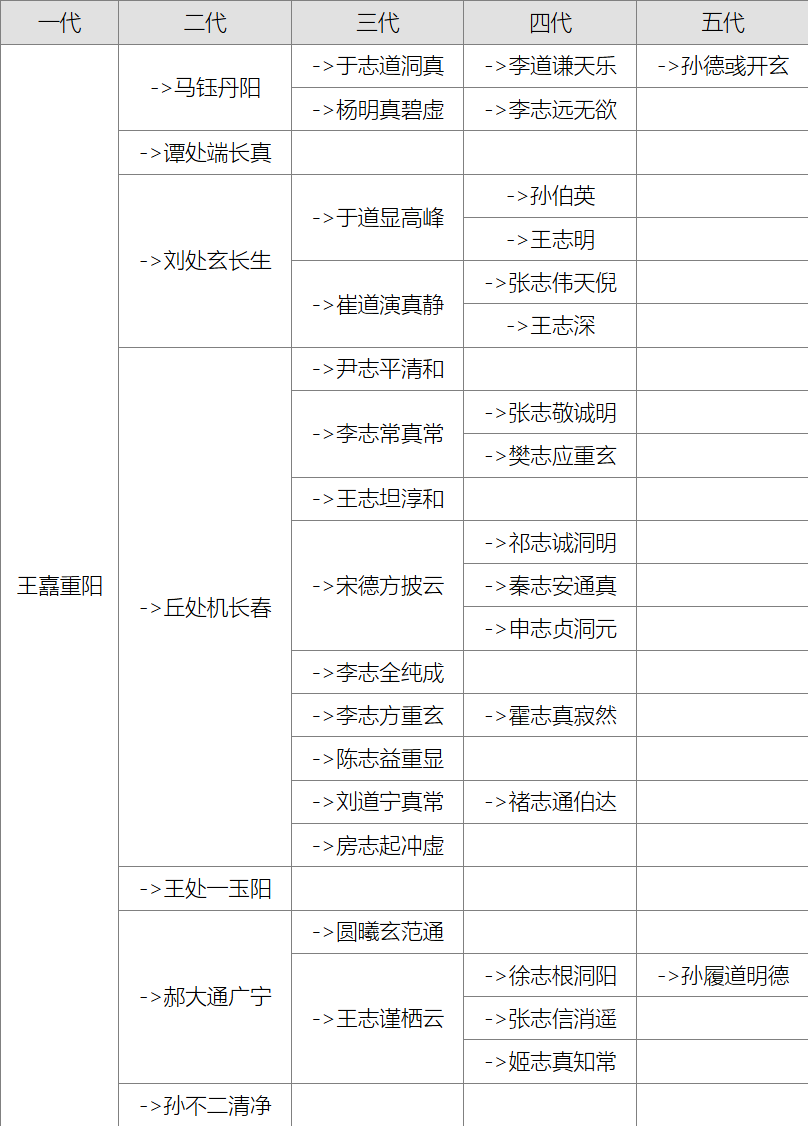 一代 二代 三代 四代 五代
->于志道洞真 ->李道谦天乐 ->孙德彧开玄
->马钰丹阳
->杨明真碧虚 ->李志远无欲
->谭处端长真
->孙伯英
->于道显高峰
->王志明
->刘处玄长生
->张志伟天倪
->崔道演真静
->王志深
->尹志平清和
->张志敬诚明
->李志常真常
->樊志应重玄
->王志坦淳和
->祁志诚洞明
王嚞重阳 ->宋德方披云 ->秦志安通真
->丘处机长春
->申志贞洞元
->李志全纯成
->李志方重玄 ->霍志真寂然
->陈志益重显
->刘道宁真常 ->禇志通伯达
->房志起冲虚
->王处一玉阳
->圆曦玄范通
->徐志根洞阳 ->孙履道明德
->郝大通广宁
->王志谨栖云 ->张志信消遥
->姬志真知常
->孙不二清净